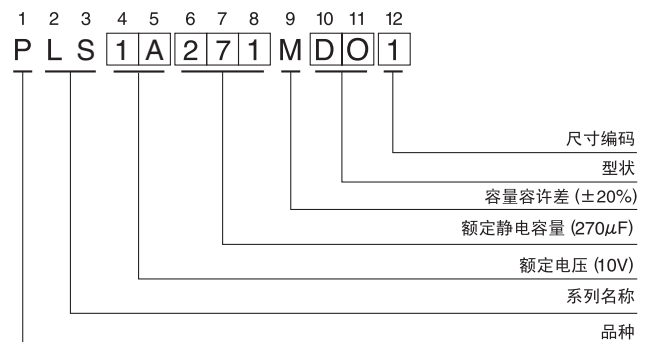 1 2 3 4 5 6 7 8 9 10 11 12
P L S 1 A 2 7 1 M D O 1
尺寸编码
型状
容量容许差 (±20%)
额定静电容量 (270μF)
额定电压 (10V)
系列名称
品种